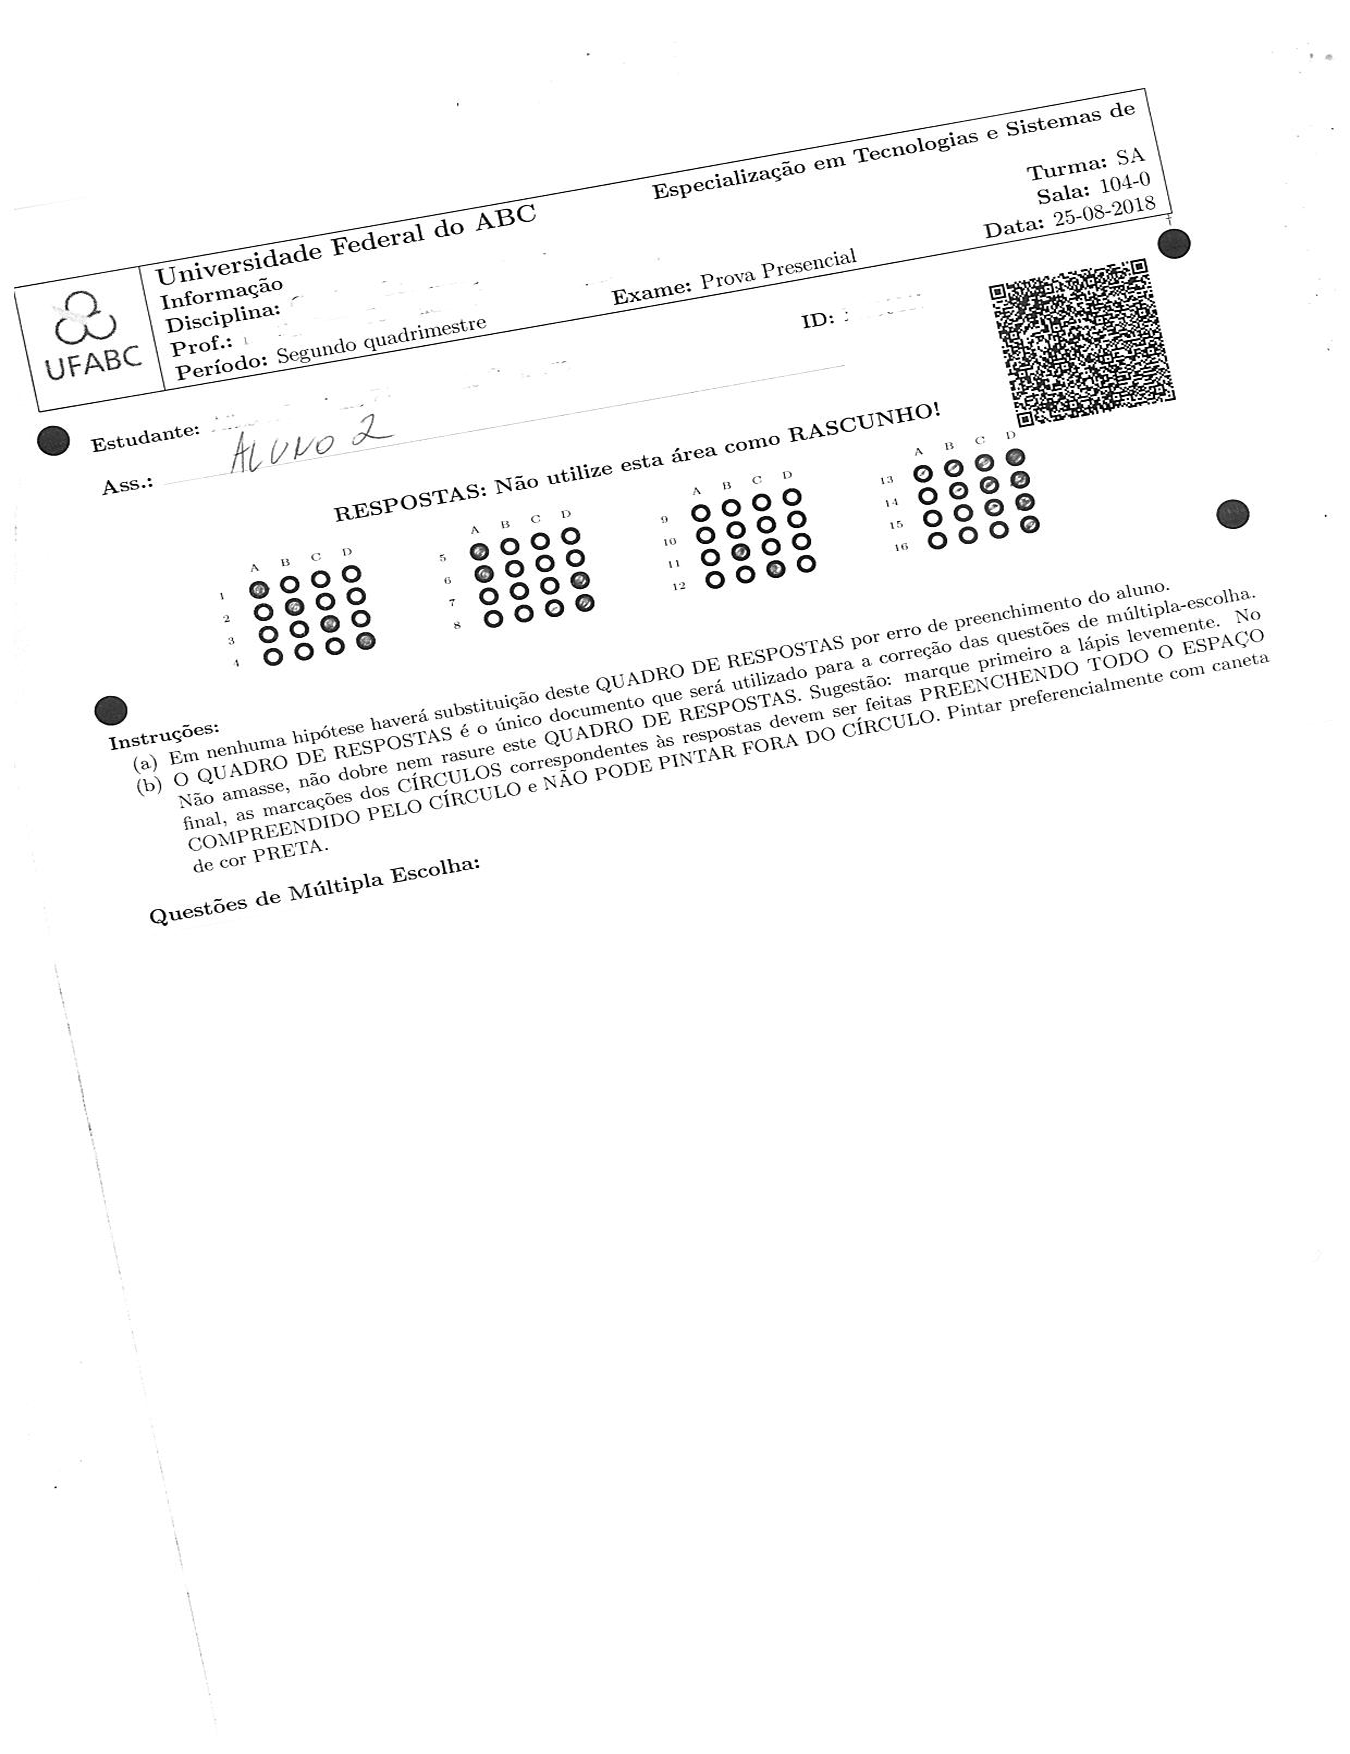 Universidade Federal do ABC Especialização em Tecnologias e Sistemas de
Informação Turma: SA
Disciplina: Sala: 104-0
Prof.: Data: 25-08-2018
Período: Segundo quadrimestre Exame: Prova Presencial
UFABC
Estudante: ID:
Ass.: ALUNO 2
RESPOSTAS: Não utilize esta área como RASCUNHO!
A B C D A B C D A B C D A B C D
1 5 9 13
2 6 10 14
3 7 11 15
4 8 12 16
Instruções:
(a) Em nenhuma hipótese haverá substituição deste QUADRO DE RESPOSTAS por erro de preenchimento do aluno.
(b) O QUADRO DE RESPOSTAS é o único documento que será utilizado para a correção das questões de múltipla-escolha.
Não amasse, não dobre nem rasure este QUADRO DE RESPOSTAS. Sugestão: marque primeiro a lápis levemente. No
final, as marcações dos CÍRCULOS correspondentes às respostas devem ser feitas PREENCHENDO TODO O ESPAÇO
COMPREENDIDO PELO CÍRCULO e NÃO PODE PINTAR FORA DO CÍRCULO. Pintar preferencialmente com caneta
de cor PRETA.
Questões de Múltipla Escolha: